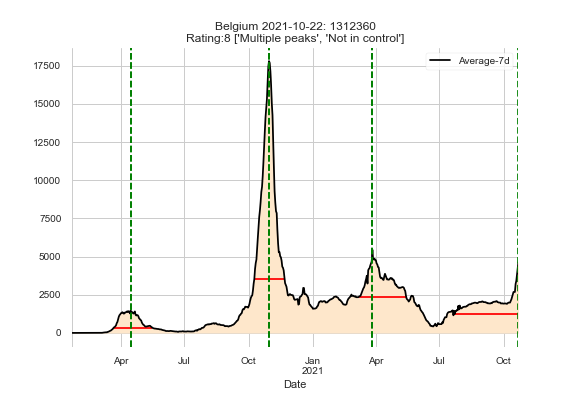 Belgium 2021-10-22: 1312360
Rating:8 ['Multiple peaks', 'Not in control']
Average-7d
17500
15000
12500
10000
7500
5000
2500
0
Apr Jul Oct Jan Apr Jul Oct
2021
Date